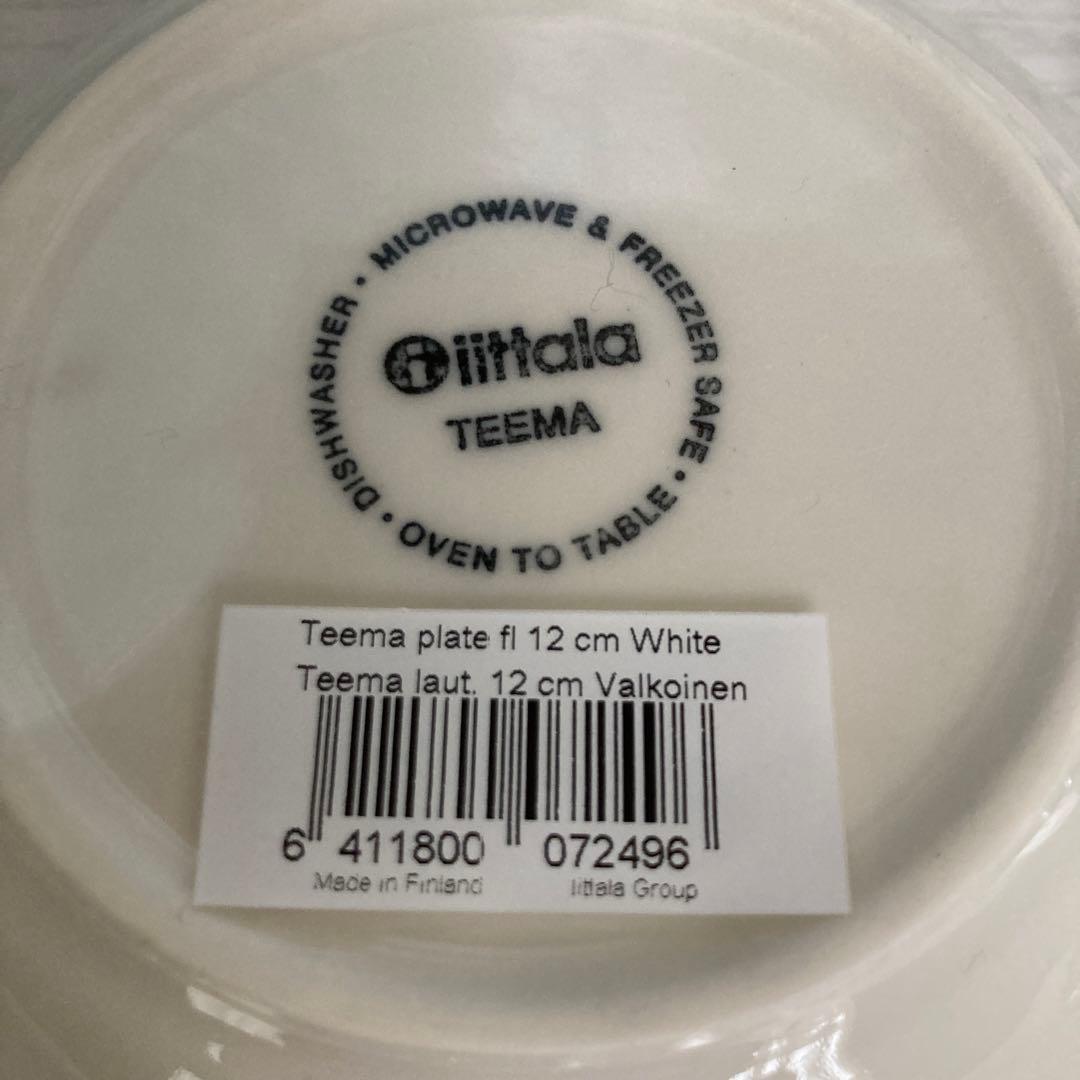 DISHWASHER • MICROWAVE & FREEZER SAFE • OVEN TO TABLE •
iittala
TEEMA
Teema plate fl 12 cm White
Teema laut. 12 cm Valkoinen
6 411800 072496
Made in Finland Iittala Group